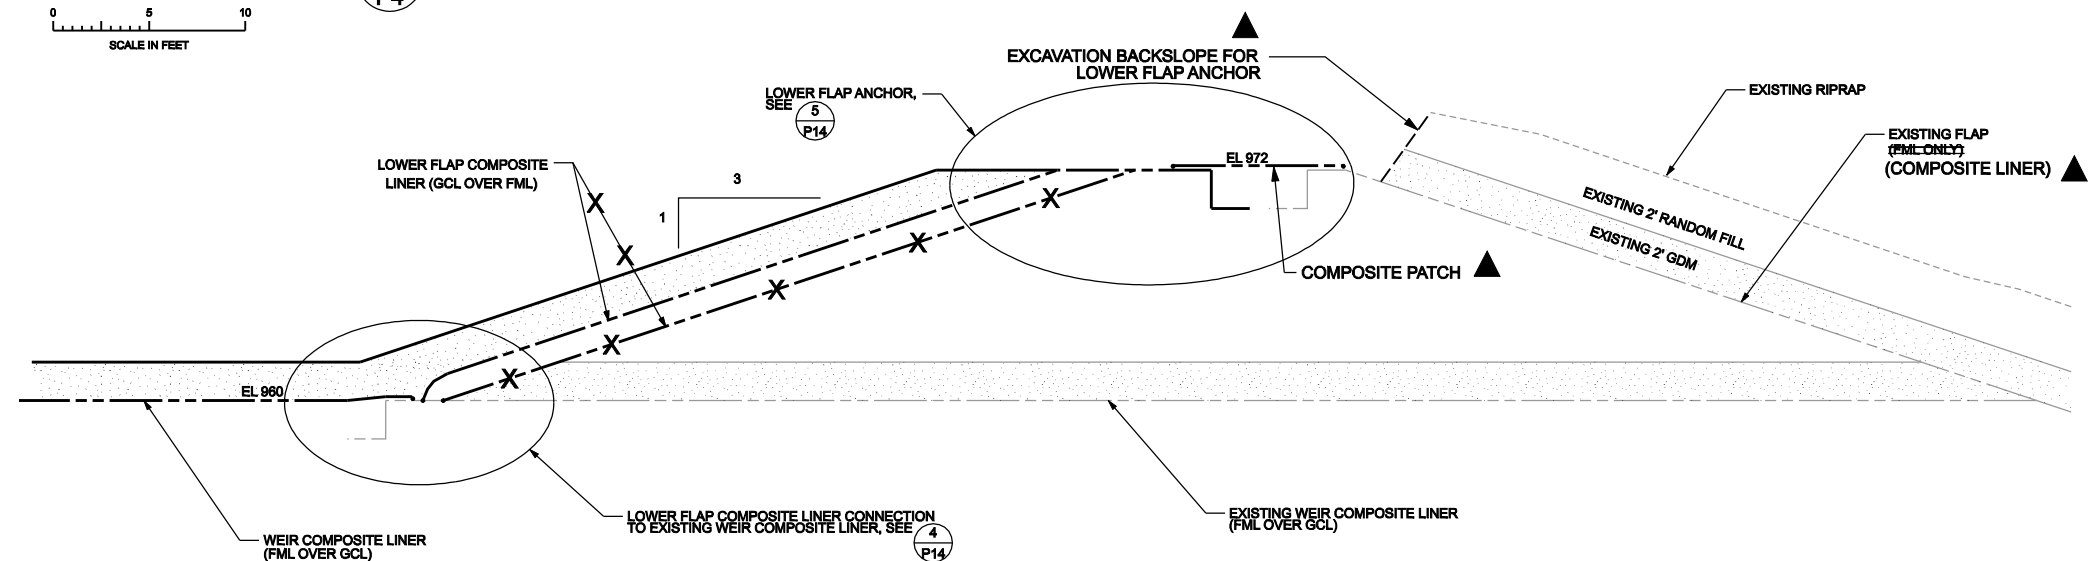 0 5 10
SCALE IN FEET
EXCAVATION BACKSLOPE FOR
LOWER FLAP ANCHOR
LOWER FLAP ANCHOR,
SEE
5
P14
EXISTING RIPRAP
EXISTING FLAP
(FML ONLY)
(COMPOSITE LINER)
LOWER FLAP COMPOSITE
LINER (GCL OVER FML)
EL 972
3
1
X
X
X
X
X
X
X
EXISTING 2' RANDOM FILL
EXISTING 2' GDM
COMPOSITE PATCH
EL 960
LOWER FLAP COMPOSITE LINER CONNECTION
TO EXISTING WEIR COMPOSITE LINER, SEE
4
P14
EXISTING WEIR COMPOSITE LINER
(FML OVER GCL)
WEIR COMPOSITE LINER
(FML OVER GCL)